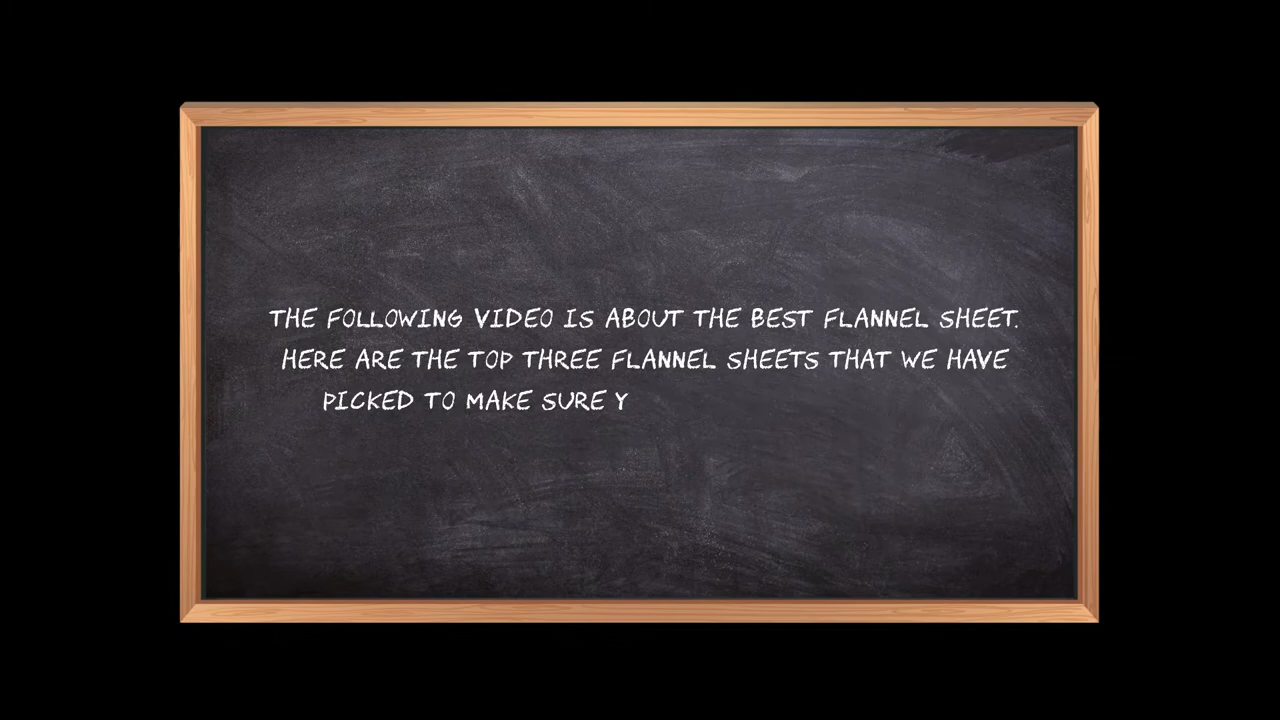 THE FOLLOWING VIDEO IS ABOUT THE BEST FLANNEL SHEET.
HERE ARE THE TOP THREE FLANNEL SHEETS THAT WE HAVE
PICKED TO MAKE SURE Y